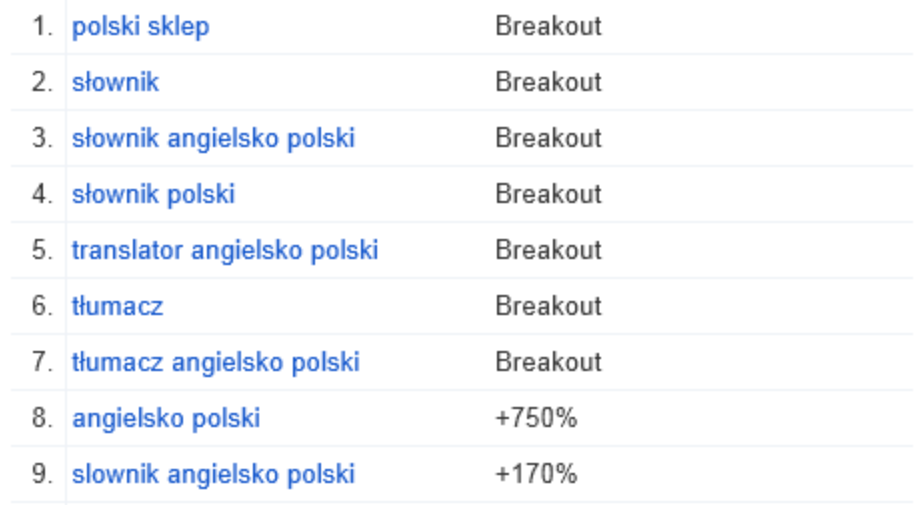 1. polski sklep Breakout
2. słownik Breakout
3. słownik angielsko polski Breakout
4. słownik polski Breakout
5. translator angielsko polski Breakout
6. tłumacz Breakout
7. tłumacz angielsko polski Breakout
8. angielsko polski +750%
9. slownik angielsko polski +170%